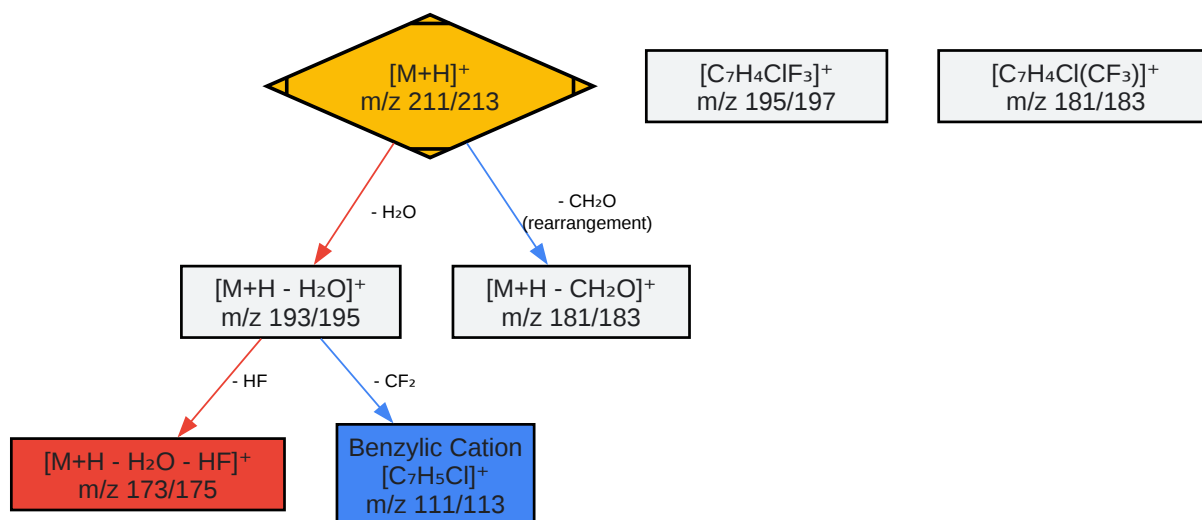 [M+H]⁺
m/z 211/213
[C₇H₄ClF₃]⁺
m/z 195/197
[C₇H₄Cl(CF₃)]⁺
m/z 181/183
- H₂O
- CH₂O
(rearrangement)
[M+H - H₂O]⁺
m/z 193/195
[M+H - CH₂O]⁺
m/z 181/183
- HF
- CF₂
[M+H - H₂O - HF]⁺
m/z 173/175
Benzylic Cation
[C₇H₅Cl]⁺
m/z 111/113